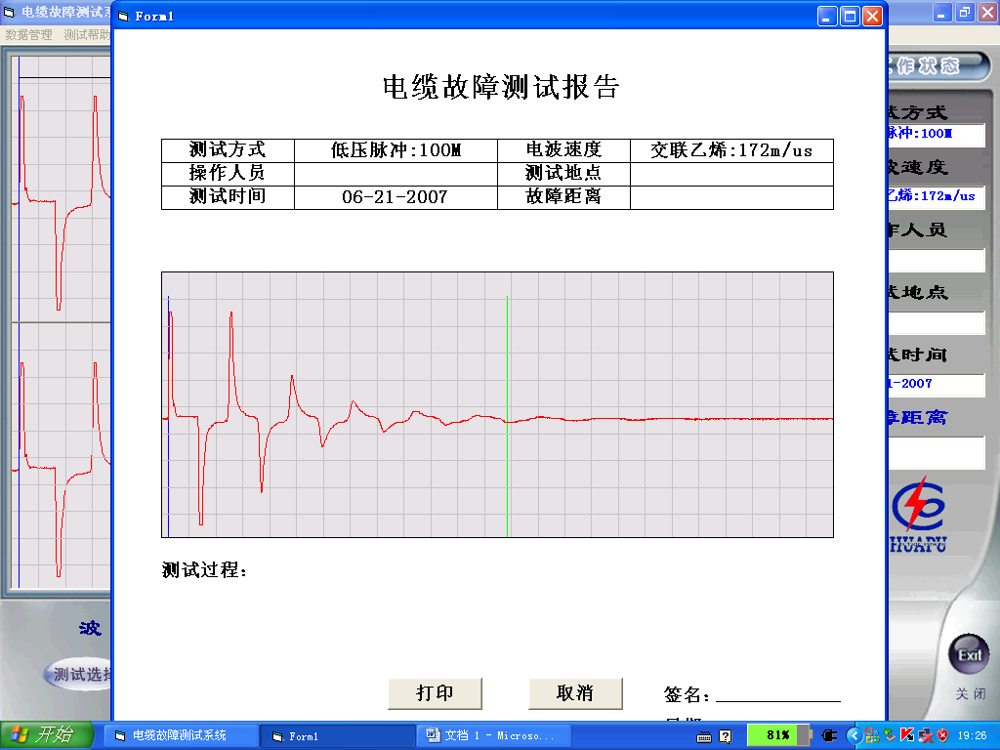 电缆故障测试系
Form1
数据管理 测试帮助
电缆故障测试报告
测试方式 低压脉冲:100M 电波速度 交联乙烯:172m/us
操作人员 测试地点
测试时间 06-21-2007 故障距离
测试过程:
打印 取消 签名:
作状态
方式
脉冲:100M
速度
乙烯:172m/us
人员
地点
时间
1-2007
距离
HUAPU
Exit
关闭
波
测试选择
开始 电缆故障测试系统 Form1 文档 1 - Microso... 81% 19:26